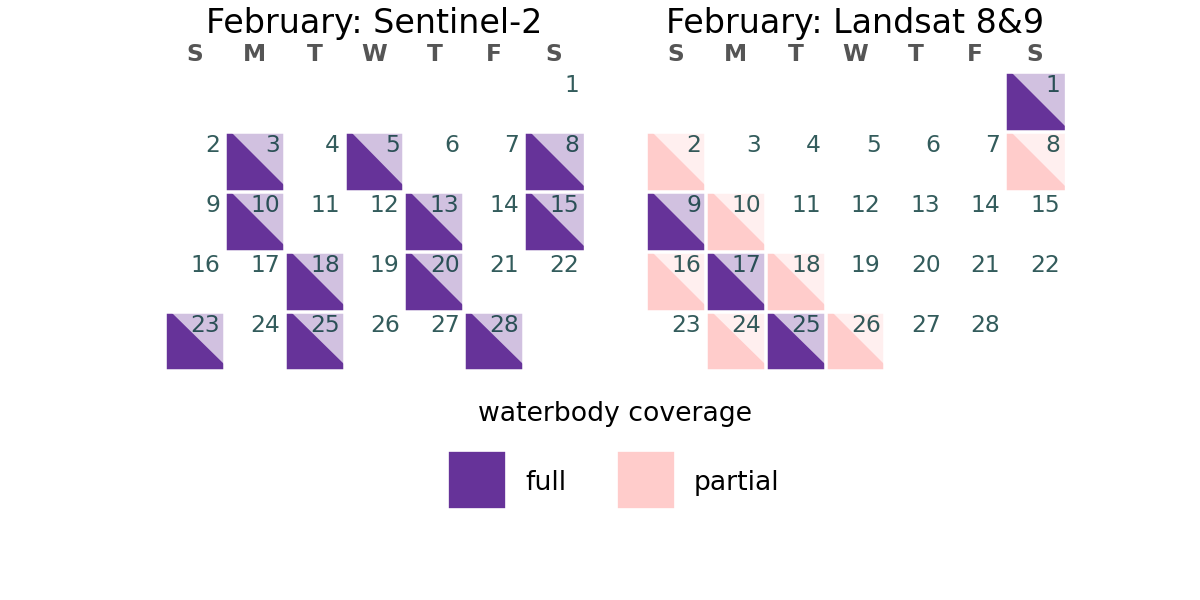 February: Sentinel-2
S M T W T F S
1
2 3 4 5 6 7 8
9 10 11 12 13 14 15
16 17 18 19 20 21 22
23 24 25 26 27 28
February: Landsat 8&9
S M T W T F S
1
2 3 4 5 6 7 8
9 10 11 12 13 14 15
16 17 18 19 20 21 22
23 24 25 26 27 28
waterbody coverage
full
partial